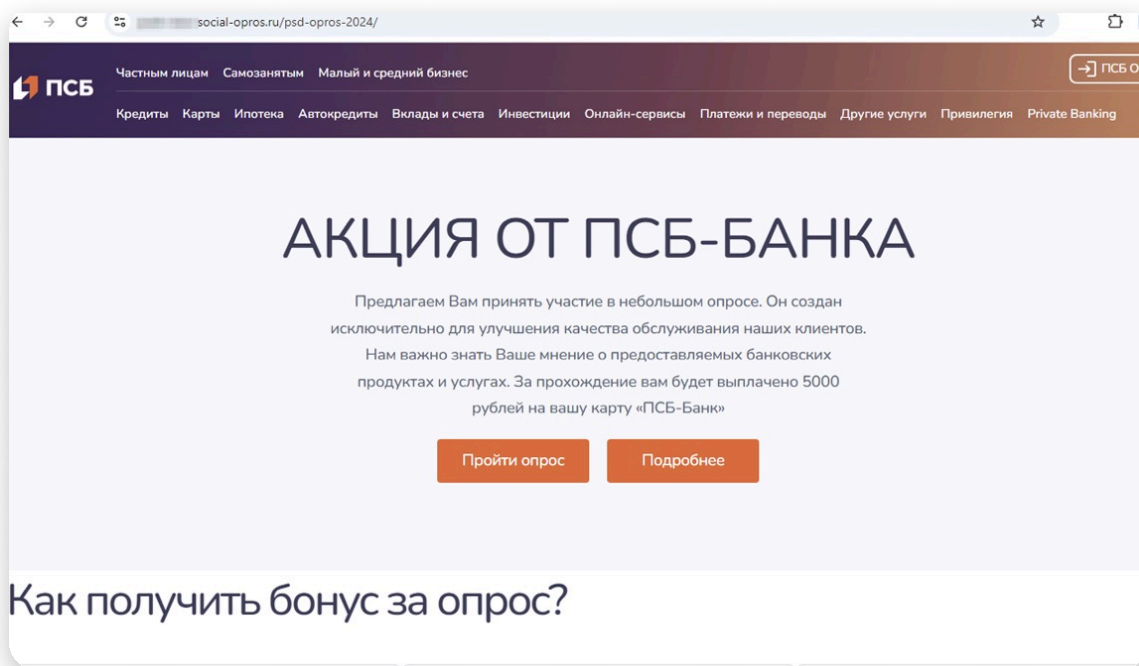 social-opros.ru/psd-opros-2024/
Частным лицам Самозанятым Малый и средний бизнес
ПСБ О
ПСБ
Кредиты Карты Ипотека Автокредиты Вклады и счета Инвестиции Онлайн-сервисы Платежи и переводы Другие услуги Привилегия Private Banking
АКЦИЯ ОТ ПСБ-БАНКА
Предлагаем Вам принять участие в небольшом опросе. Он создан
исключительно для улучшения качества обслуживания наших клиентов.
Нам важно знать Ваше мнение о предоставляемых банковских
продуктах и услугах. За прохождение вам будет выплачено 5000
рублей на вашу карту «ПСБ-Банк»
Пройти опрос Подробнее
Как получить бонус за опрос?